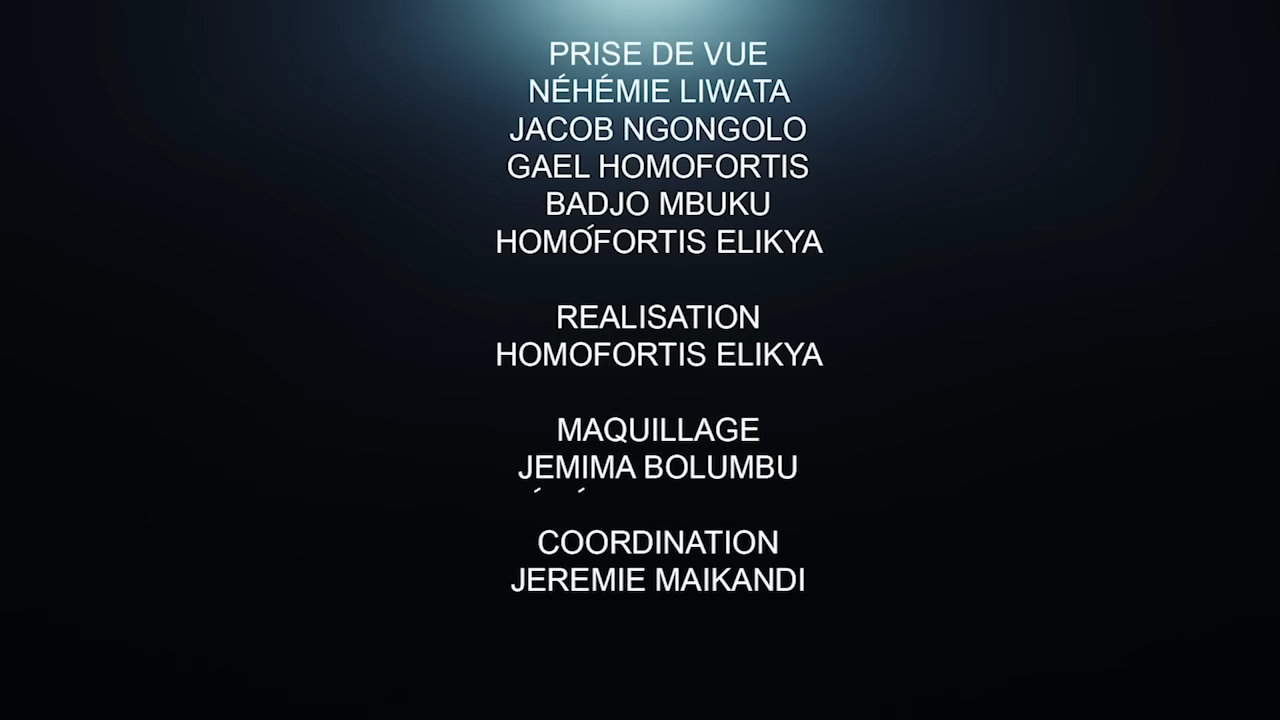 PRISE DE VUE
NÉHÉMIE LIWATA
JACOB NGONGOLO
GAEL HOMOFORTIS
BADJO MBUKU
HOMOFORTIS ELIKYA
REALISATION
HOMOFORTIS ELIKYA
MAQUILLAGE
JEMIMA BOLUMBU
COORDINATION
JEREMIE MAIKANDI